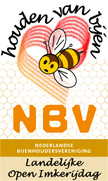 houden van bijen
NBV
NEDERLANDSE
BIJENHOUDERSVERENIGING
Landelijke
Open Imkerijdag